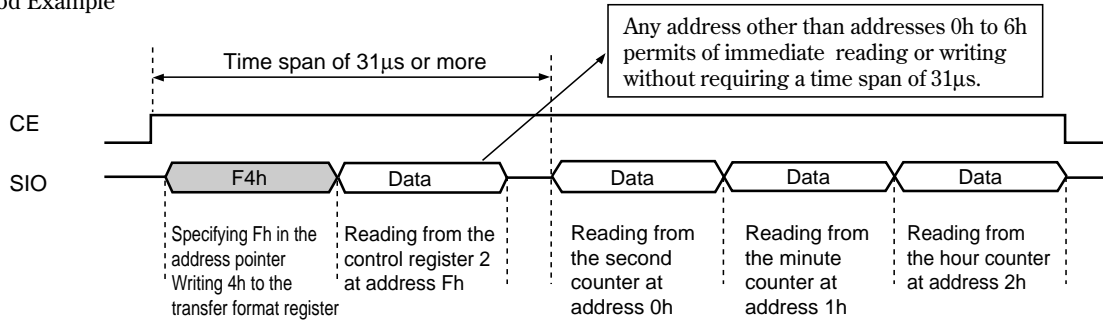 Example
Any address other than addresses 0h to 6h
permits of immediate reading or writing
without requiring a time span of 31μs.
Time span of 31μs or more
CE
SIO
F4h
Data
Data
Data
Data
Specifying Fh in the
address pointer
Writing 4h to the
transfer format register
Reading from the
control register 2
at address Fh
Reading from
the second
counter at
address 0h
Reading from
the minute
counter at
address 1h
Reading from
the hour counter
at address 2h